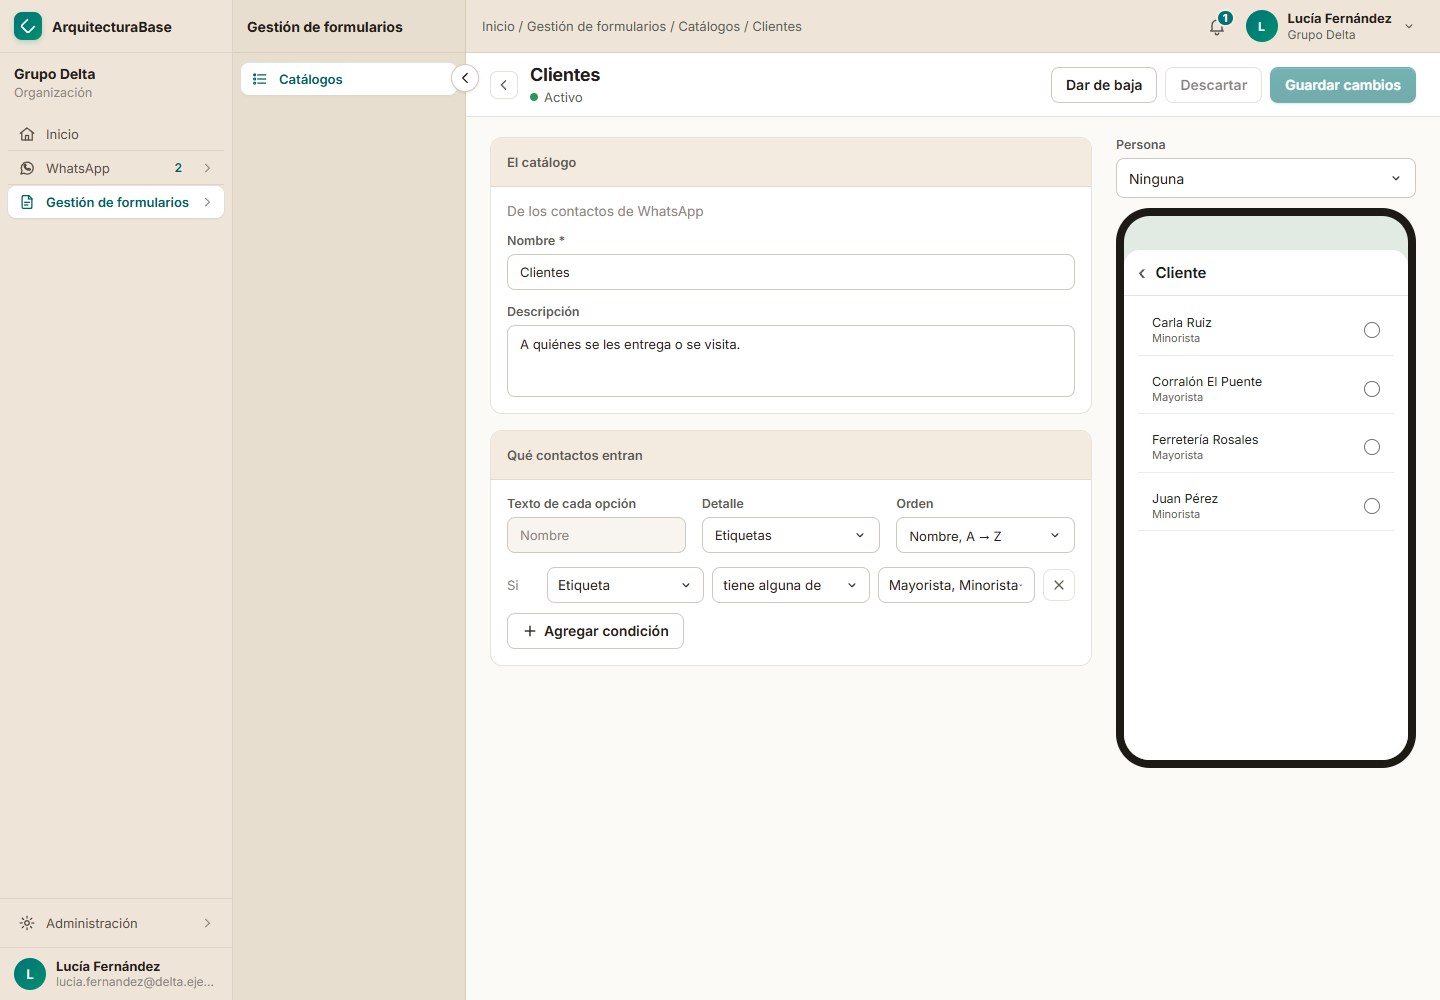 ArquitecturaBase
Gestión de formularios
Inicio / Gestión de formularios / Catálogos / Clientes
1
L
Lucía Fernández
Grupo Delta
Grupo Delta
Organización
Inicio
WhatsApp 2
Gestión de formularios
Catálogos
Clientes
Activo
Dar de baja
Descartar
Guardar cambios
El catálogo
De los contactos de WhatsApp
Nombre *
Clientes
Descripción
A quiénes se les entrega o se visita.
Qué contactos entran
Texto de cada opción Detalle Orden
Nombre Etiquetas Nombre, A → Z
Si Etiqueta tiene alguna de Mayorista, Minorista
Agregar condición
Persona
Ninguna
Cliente
Carla Ruiz
Minorista
Corralón El Puente
Mayorista
Ferretería Rosales
Mayorista
Juan Pérez
Minorista
Administración
L
Lucía Fernández
lucia.fernandez@delta.eje...